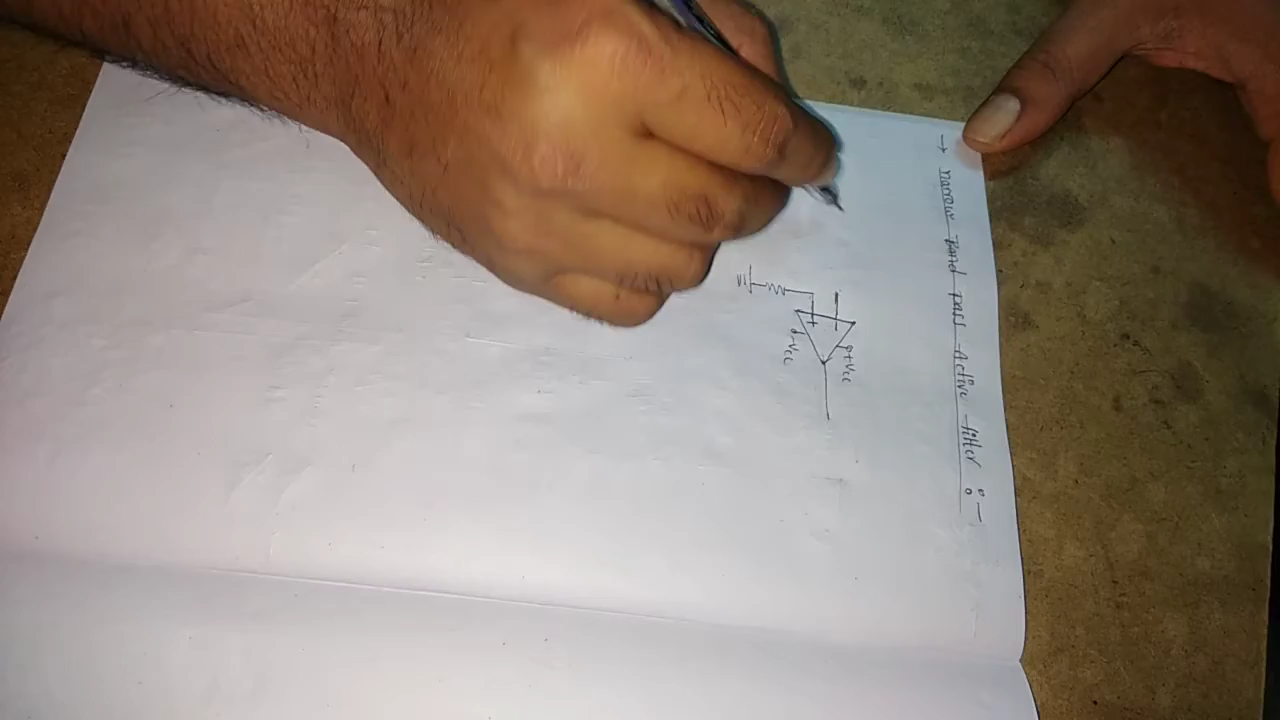 → Narrow Band pass Active filter :-
+Vcc
-Vcc